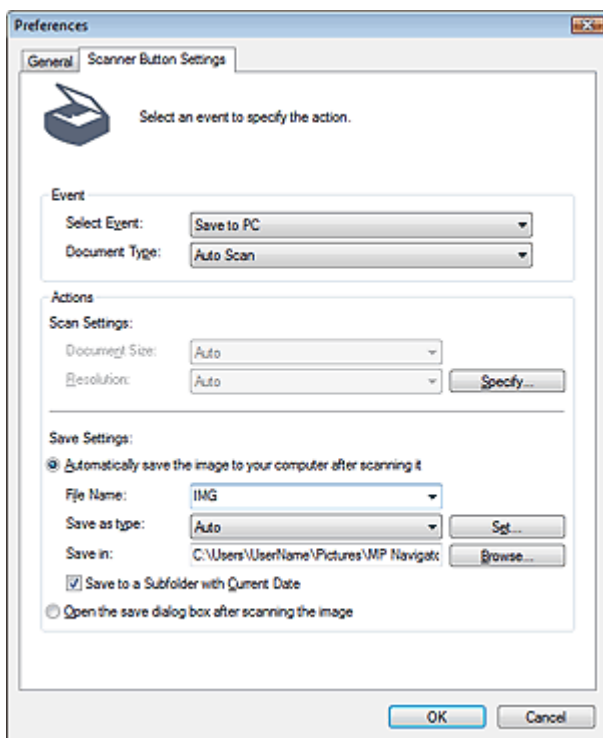 Preferences
General Scanner Button Settings
Select an event to specify the action.
Event
Select Event: Save to PC
Document Type: Auto Scan
Actions
Scan Settings:
Document Size: Auto
Resolution: Auto Specify...
Save Settings:
Automatically save the image to your computer after scanning it
File Name: IMG
Save as type: Auto Set...
Save in: C:\Users\UserName\Pictures\MP Navigato Browse...
Save to a Subfolder with Current Date
Open the save dialog box after scanning the image
OK Cancel